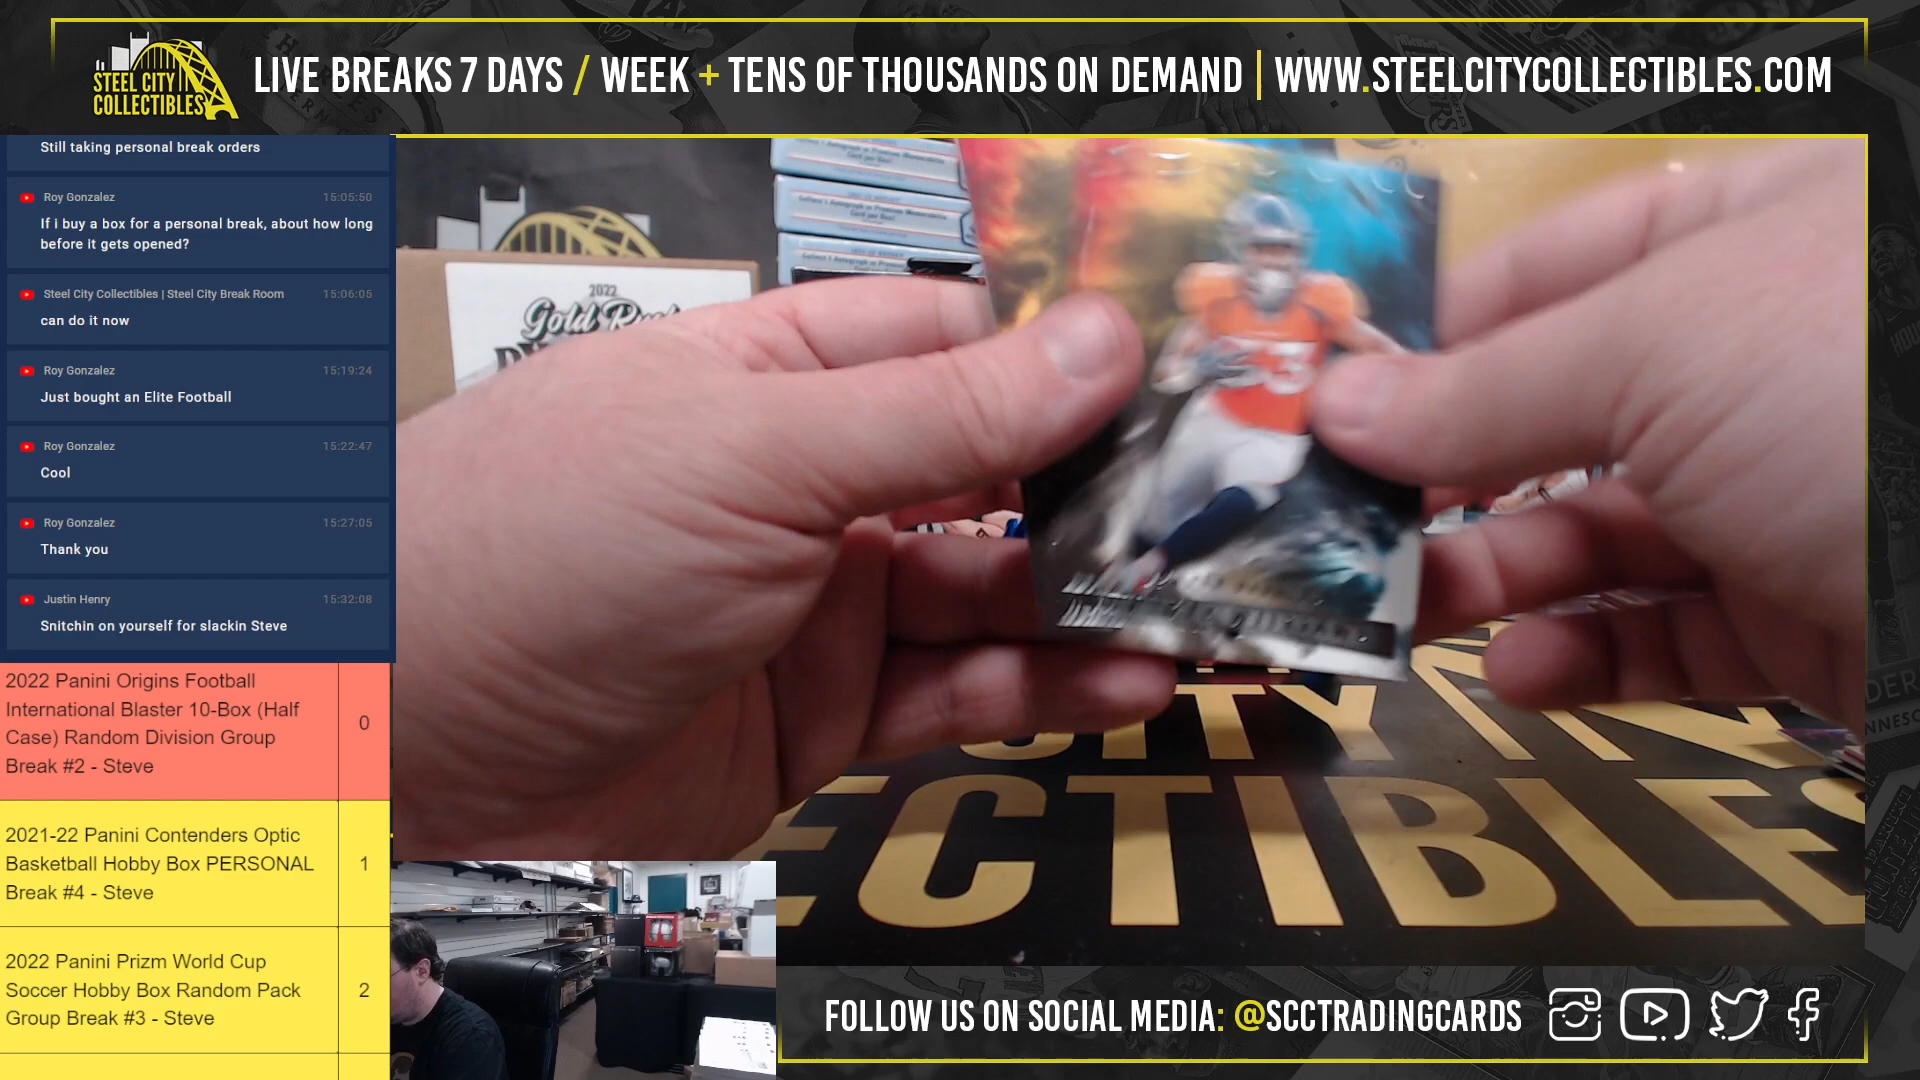 STEEL CITY
COLLECTIBLES
LIVE BREAKS 7 DAYS / WEEK + TENS OF THOUSANDS ON DEMAND | WWW.STEELCITYCOLLECTIBLES.COM
Still taking personal break orders
Roy Gonzalez 15:05:50
If i buy a box for a personal break, about how long
before it gets opened?
Steel City Collectibles | Steel City Break Room 15:06:05
can do it now
Roy Gonzalez 15:19:24
Just bought an Elite Football
Roy Gonzalez 15:22:47
Cool
Roy Gonzalez 15:27:05
Thank you
Justin Henry 15:32:08
Snitchin on yourself for slackin Steve
2022 Panini Origins Football
International Blaster 10-Box (Half
Case) Random Division Group
Break #2 - Steve
0
2021-22 Panini Contenders Optic
Basketball Hobby Box PERSONAL
Break #4 - Steve
1
2022 Panini Prizm World Cup
Soccer Hobby Box Random Pack
Group Break #3 - Steve
2
2022
Gold
53
CITY
ECTIBLES
FOLLOW US ON SOCIAL MEDIA: @SCCTRADINGCARDS